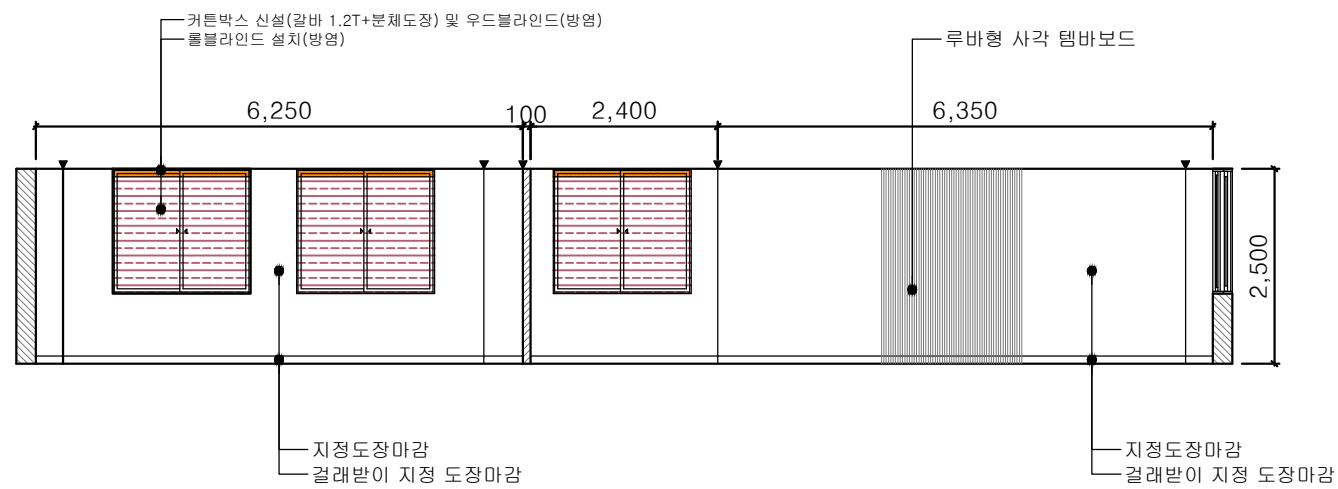 커튼박스 신설(갈바 1.2T+분체도장) 및 우드블라인드(방염)
롤블라인드 설치(방염)
루바형 사각 템바보드
6,250
100
2,400
6,350
2,500
지정도장마감
걸래받이 지정 도장마감
지정도장마감
걸래받이 지정 도장마감